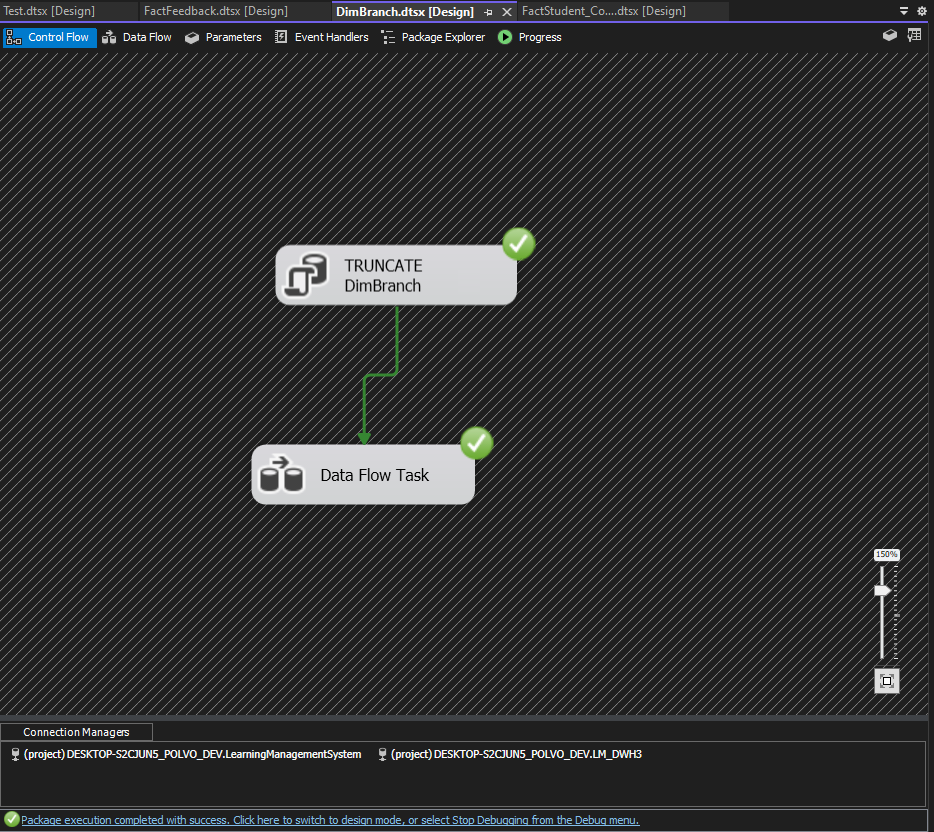 Test.dtsx [Design] FactFeedback.dtsx [Design] DimBranch.dtsx [Design] FactStudent_Co....dtsx [Design]
Control Flow Data Flow Parameters Event Handlers Package Explorer Progress
TRUNCATE
DimBranch
Data Flow Task
150%
Connection Managers
(project) DESKTOP-S2CJUN5_POLVO_DEV.LearningManagementSystem (project) DESKTOP-S2CJUN5_POLVO_DEV.LM_DWH3
Package execution completed with success. Click here to switch to design mode, or select Stop Debugging from the Debug menu.